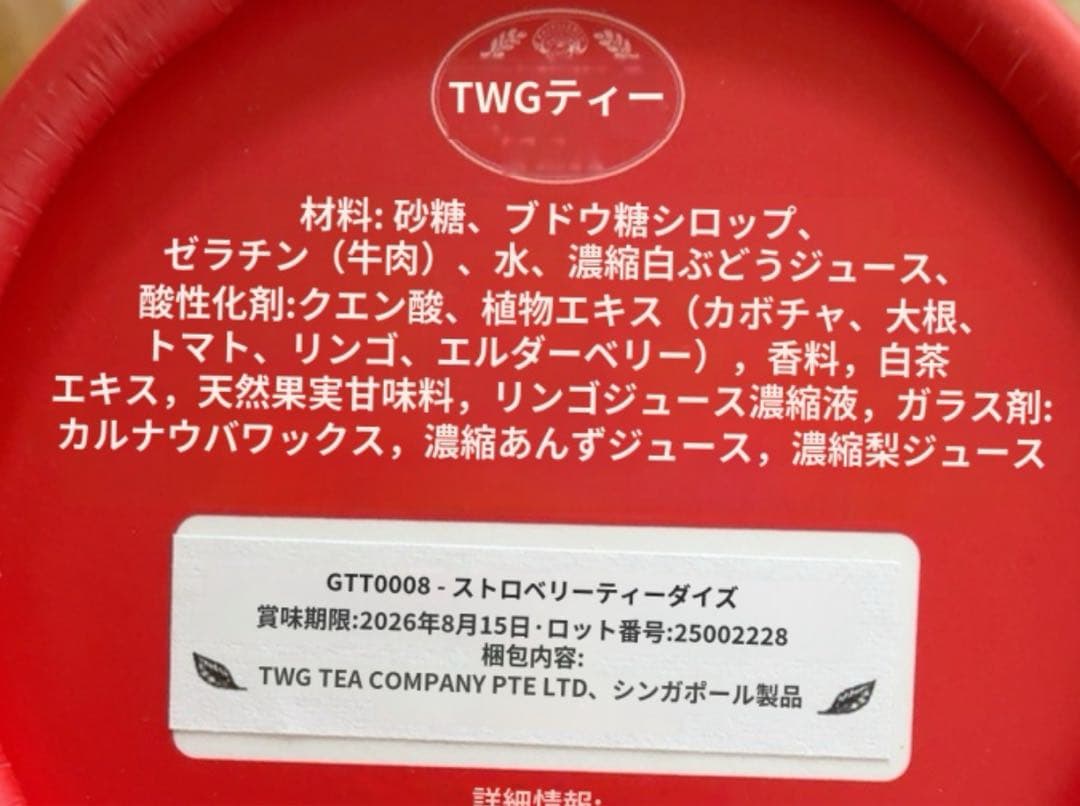 TWGティー
材料: 砂糖、ブドウ糖シロップ、
ゼラチン（牛肉）、水、濃縮白ぶどうジュース、
酸性化剤:クエン酸、植物エキス（カボチャ、大根、
トマト、リンゴ、エルダーベリー）, 香料, 白茶
エキス, 天然果実甘味料, リンゴジュース濃縮液, ガラス剤:
カルナウバワックス, 濃縮あんずジュース, 濃縮梨ジュース
GTT0008 - ストロベリーティーダイズ
賞味期限:2026年8月15日·ロット番号:25002228
梱包内容:
TWG TEA COMPANY PTE LTD、シンガポール製品
詳細情報: